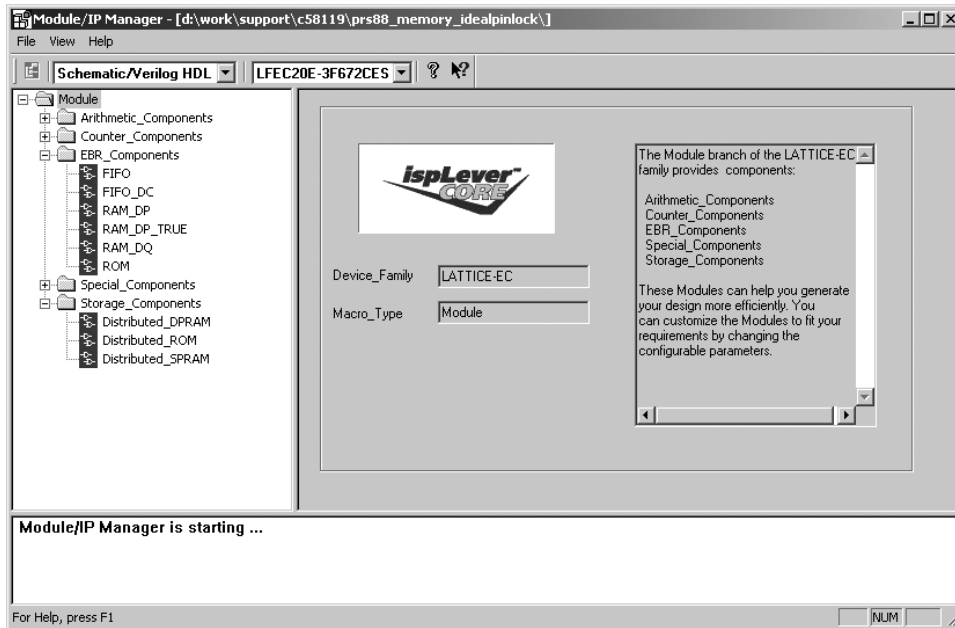 Module/IP Manager - [d:\work\support\c58119\prs88_memory_idealpinlock\]
File View Help
Schematic/Verilog HDL LFEC20E-3F672CES
Module
Arithmetic_Components
Counter_Components
EBR_Components
FIFO
FIFO_DC
RAM_DP
RAM_DP_TRUE
RAM_DQ
ROM
Special_Components
Storage_Components
Distributed_DPRAM
Distributed_ROM
Distributed_SPRAM
ispLever™
CORE
Device_Family LATTICE-EC
Macro_Type Module
The Module branch of the LATTICE-EC
family provides components:
Arithmetic_Components
Counter_Components
EBR_Components
Special_Components
Storage_Components
These Modules can help you generate
your design more efficiently. You
can customize the Modules to fit your
requirements by changing the
configurable parameters.
Module/IP Manager is starting ...
For Help, press F1 NUM